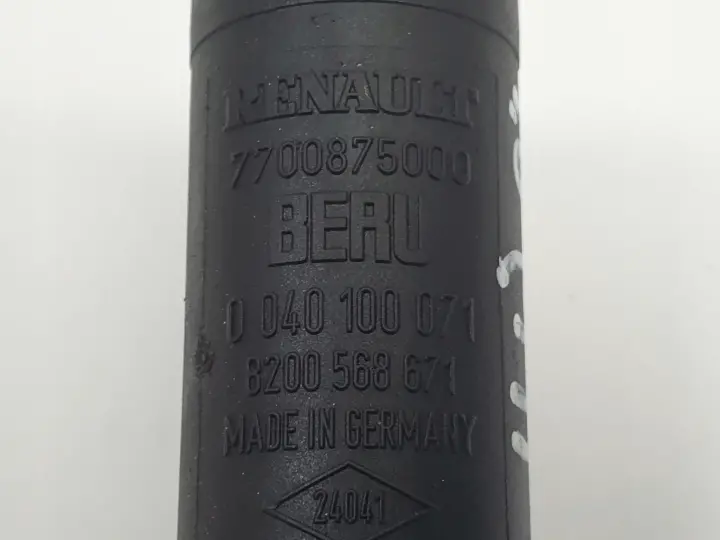 RENAULT
7700875000
BERU
0 040 100 071
8200 568 671
MADE IN GERMANY
24041